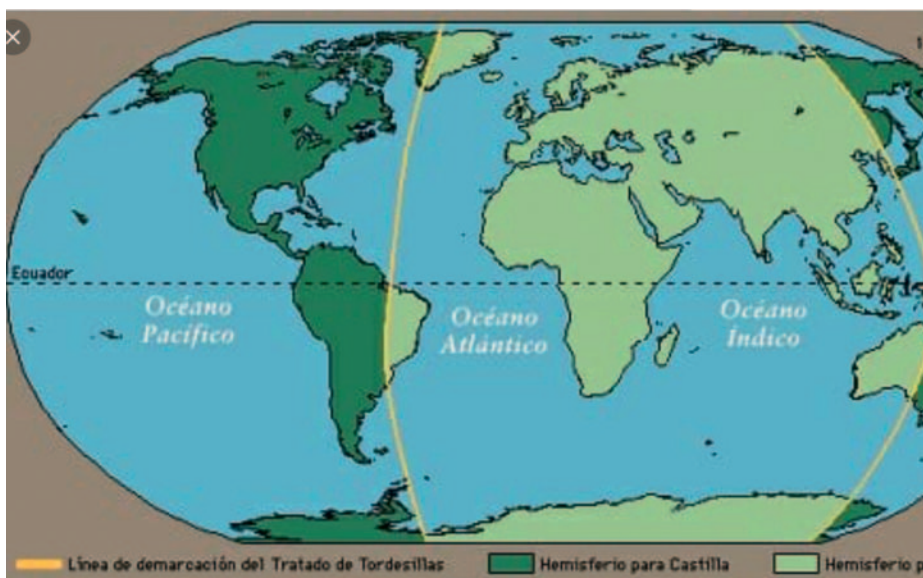 Ecuador
Océano
Pacífico
Océano
Atlántico
Océano
Índico
Línea de demarcación del Tratado de Tordesillas
Hemisferio para Castilla
Hemisferio